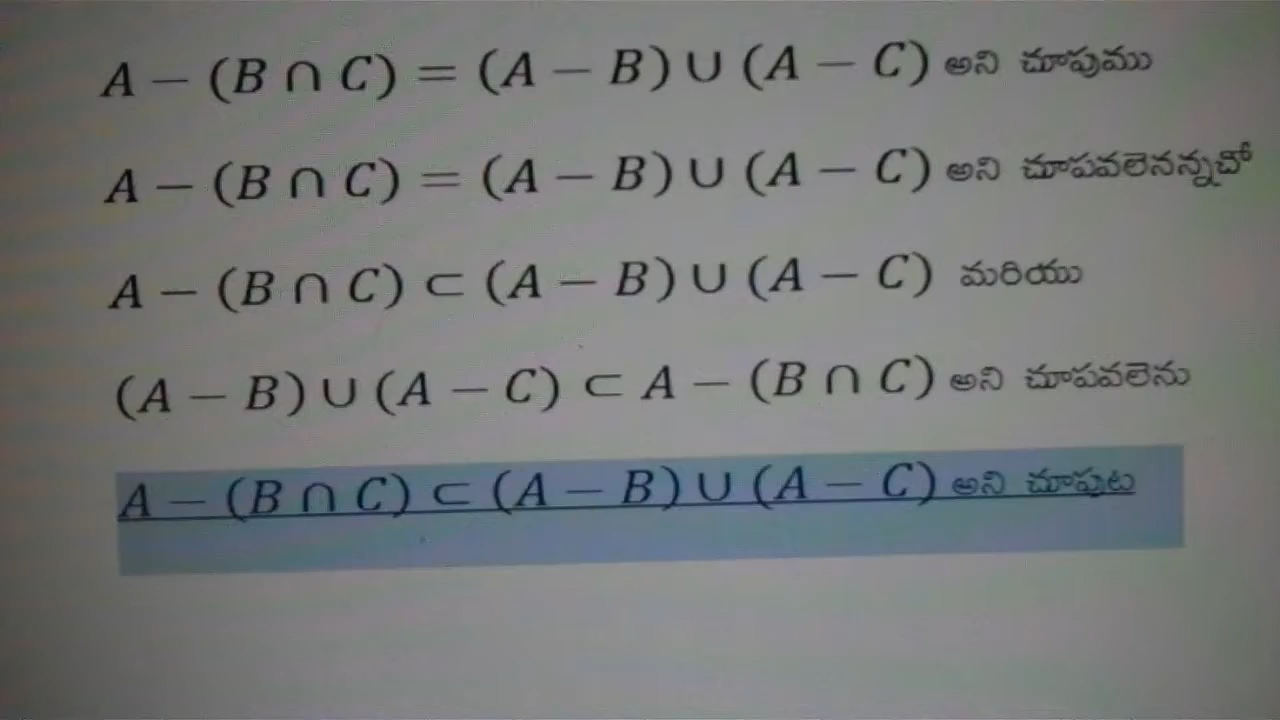 A − (B ∩ C) = (A − B) ∪ (A − C) అని చూపుము
A − (B ∩ C) = (A − B) ∪ (A − C) అని చూపవలెనన్నచో
A − (B ∩ C) ⊂ (A − B) ∪ (A − C) మరియు
(A − B) ∪ (A − C) ⊂ A − (B ∩ C) అని చూపవలెను
A − (B ∩ C) ⊂ (A − B) ∪ (A − C) అని చూపుట